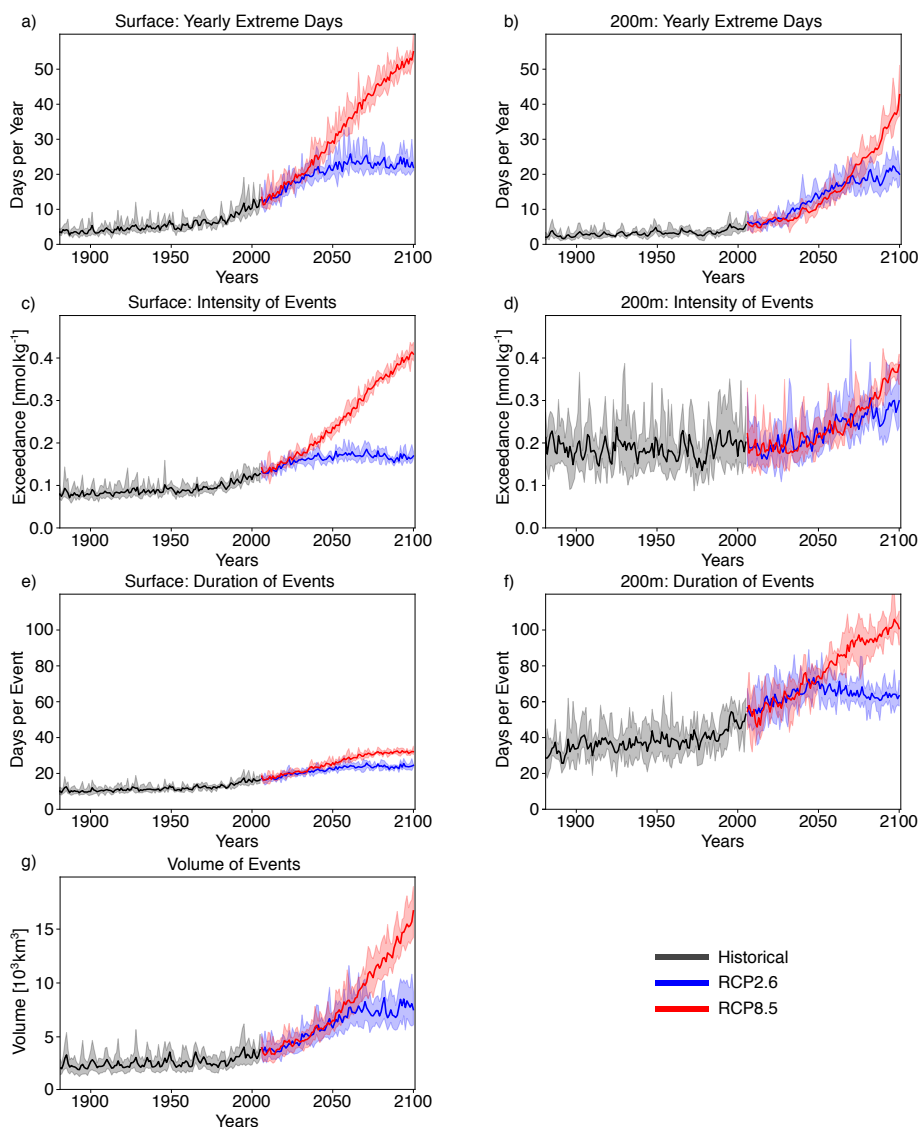 a) Surface: Yearly Extreme Days
Days per Year
50
40
30
20
10
0
1900 1950 2000 2050 2100
Years
b) 200m: Yearly Extreme Days
Days per Year
50
40
30
20
10
0
1900 1950 2000 2050 2100
Years
c) Surface: Intensity of Events
Exceedance [nmol kg⁻¹]
0.4
0.3
0.2
0.1
0.0
1900 1950 2000 2050 2100
Years
d) 200m: Intensity of Events
Exceedance [nmol kg⁻¹]
0.4
0.3
0.2
0.1
0.0
1900 1950 2000 2050 2100
Years
e) Surface: Duration of Events
Days per Event
100
80
60
40
20
0
1900 1950 2000 2050 2100
Years
f) 200m: Duration of Events
Days per Event
100
80
60
40
20
0
1900 1950 2000 2050 2100
Years
g) Volume of Events
Volume [10³km³]
15
10
5
0
1900 1950 2000 2050 2100
Years
Historical
RCP2.6
RCP8.5